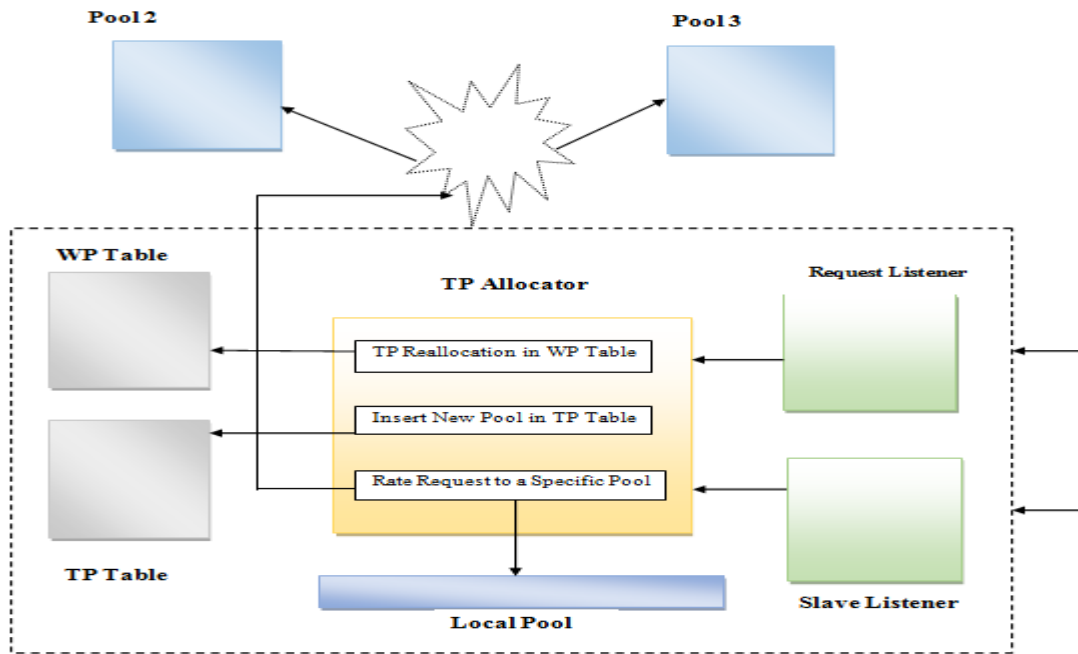 Pool 2
Pool 3
WP Table
TP Allocator
Request Listener
TP Reallocation in WP Table
Insert New Pool in TP Table
Rate Request to a Specific Pool
TP Table
Slave Listener
Local Pool